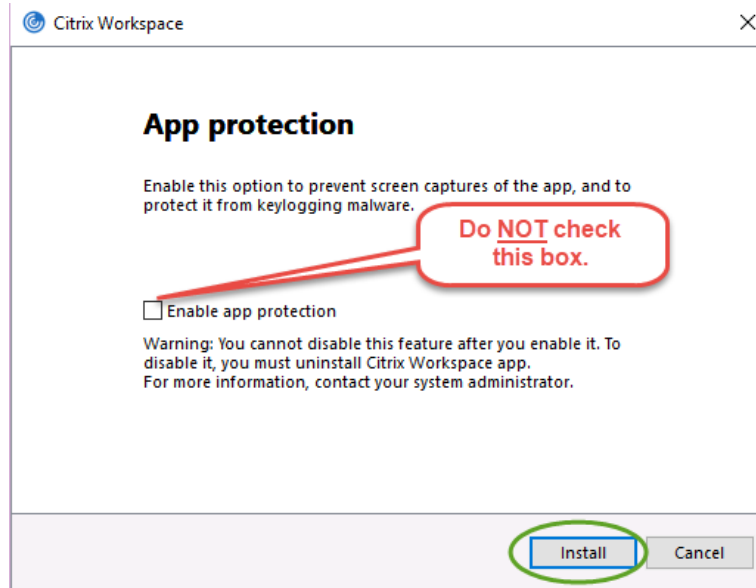 Citrix Workspace
App protection
Enable this option to prevent screen captures of the app, and to
protect it from keylogging malware.
Do NOT check
this box.
Enable app protection
Warning: You cannot disable this feature after you enable it. To
disable it, you must uninstall Citrix Workspace app.
For more information, contact your system administrator.
Install
Cancel